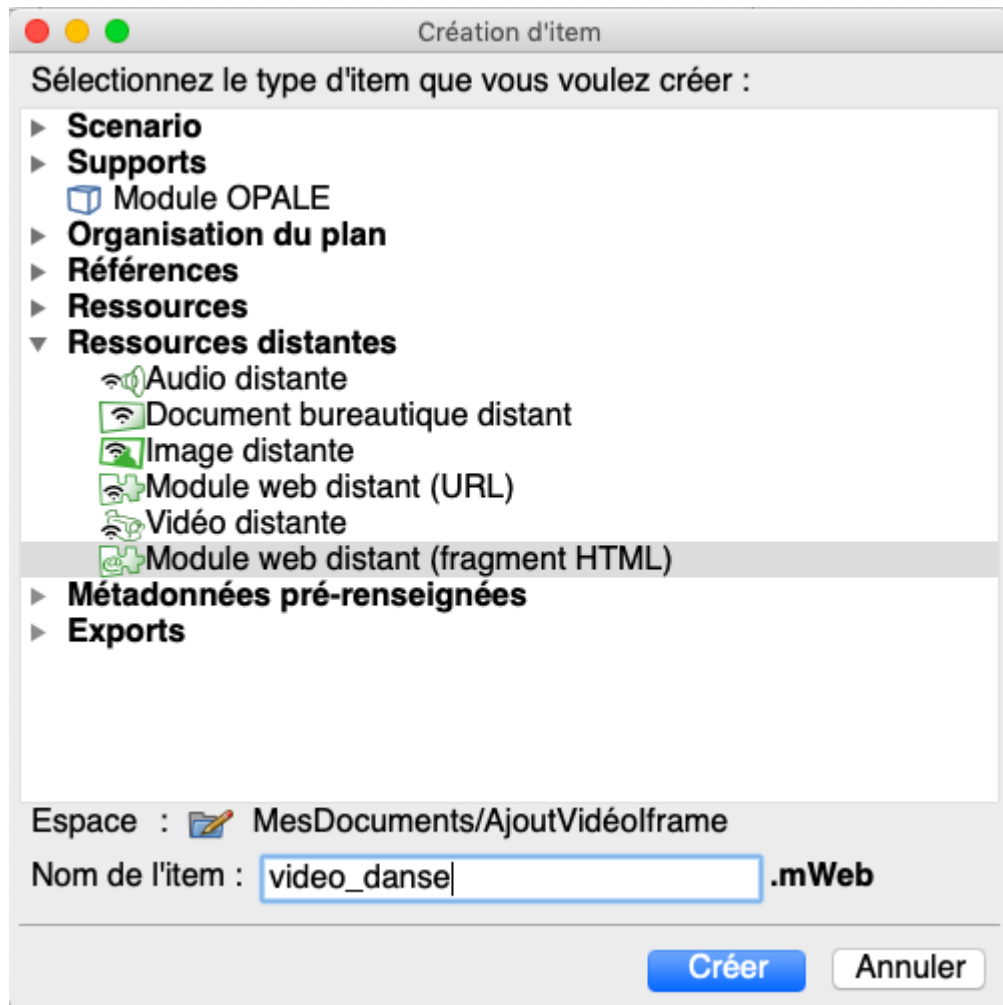 Création d'item
Sélectionnez le type d'item que vous voulez créer :
Scenario
Supports
Module OPALE
Organisation du plan
Références
Ressources
Ressources distantes
Audio distante
Document bureautique distant
Image distante
Module web distant (URL)
Vidéo distante
Module web distant (fragment HTML)
Métadonnées pré-renseignées
Exports
Espace : MesDocuments/AjoutVidéoIframe
Nom de l'item : video_danse .mWeb
Créer Annuler